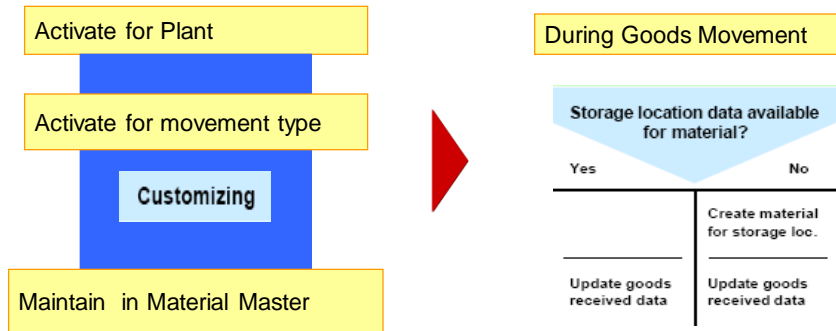 Activate for Plant
Activate for movement type
Customizing
Maintain in Material Master
During Goods Movement
Storage location data available
for material?
Yes
No
Create material
for storage loc.
Update goods
received data
Update goods
received data